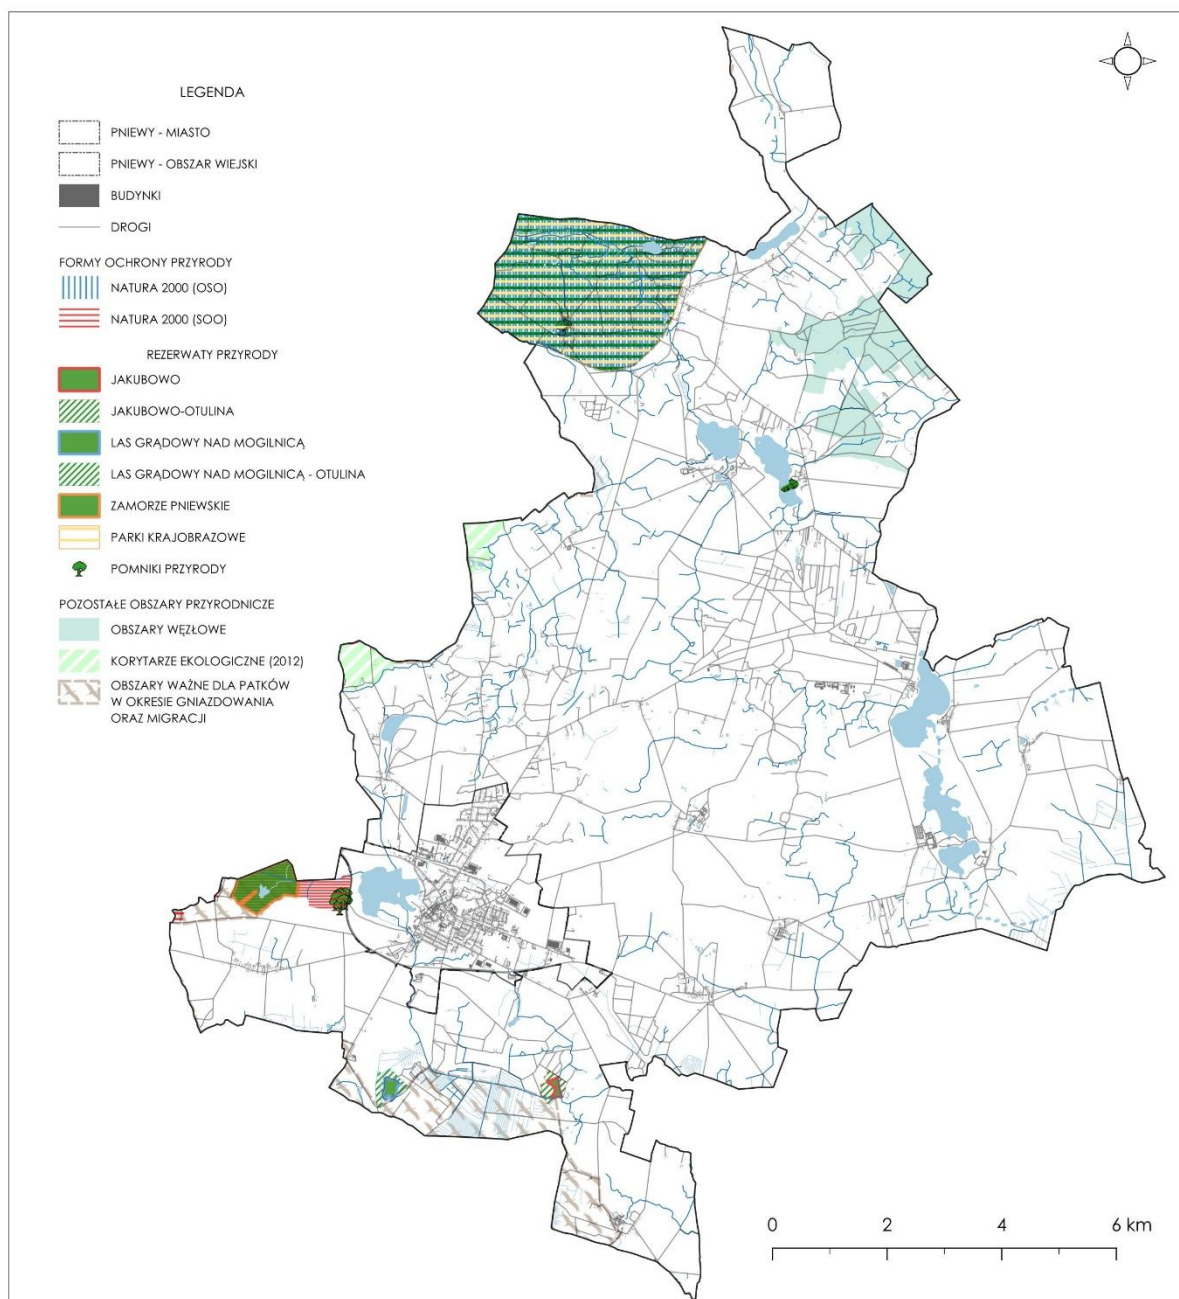 LEGENDA
PNIEWY - MIASTO
PNIEWY - OBSZAR WIEJSKI
BUDYNKI
DROGI
FORMY OCHRONY PRZYRODY
NATURA 2000 (OSO)
NATURA 2000 (SOO)
REZERWATY PRZYRODY
JAKUBOWO
JAKUBOWO-OTULINA
LAS GRĄDOWY NAD MOGILNICĄ
LAS GRĄDOWY NAD MOGILNICĄ - OTULINA
ZAMORZE PNIEWSKIE
PARKI KRAJOBRAZOWE
POMNIKI PRZYRODY
POZOSTAŁE OBSZARY PRZYRODNICZE
OBSZARY WĘZŁOWE
KORYTARZE EKOLOGICZNE (2012)
OBSZARY WAŻNE DLA PATKÓW
W OKRESIE GNIAZDOWANIA
ORAZ MIGRACJI
0 2 4 6 km